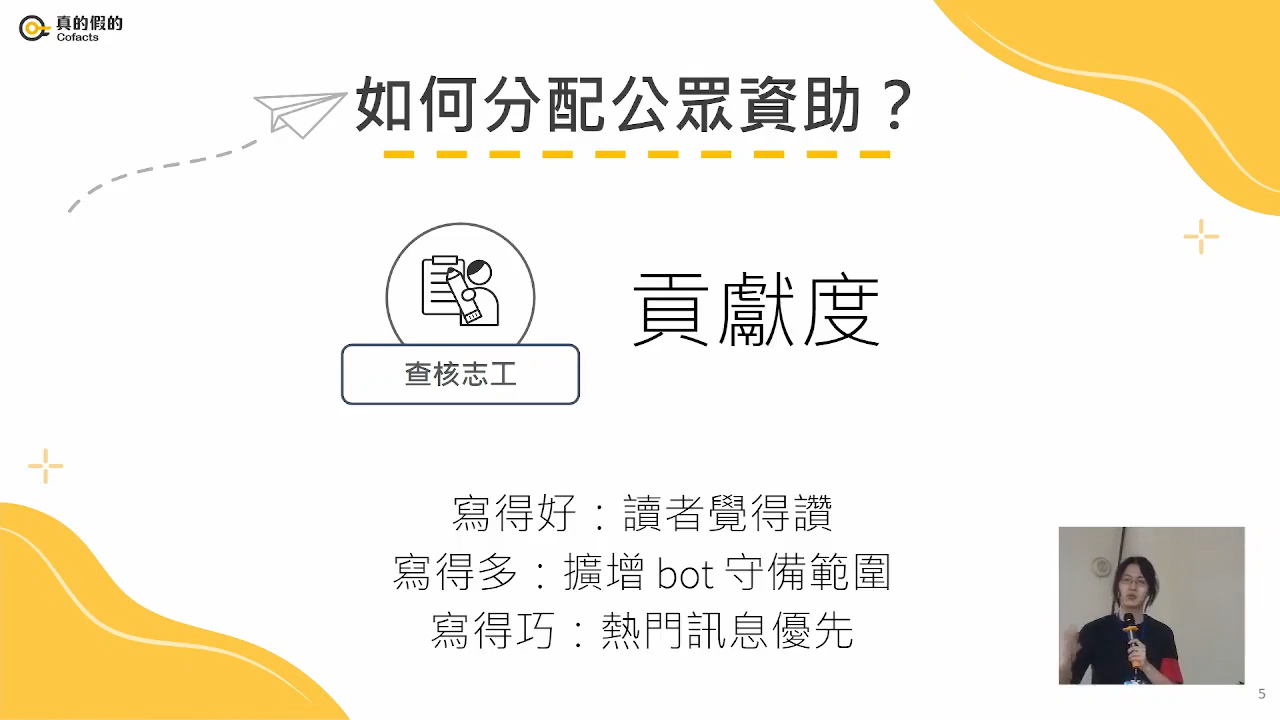 真的假的
Cofacts
如何分配公眾資助？
貢獻度
查核志工
寫得好：讀者覺得讚
寫得多：擴增 bot 守備範圍
寫得巧：熱門訊息優先
5